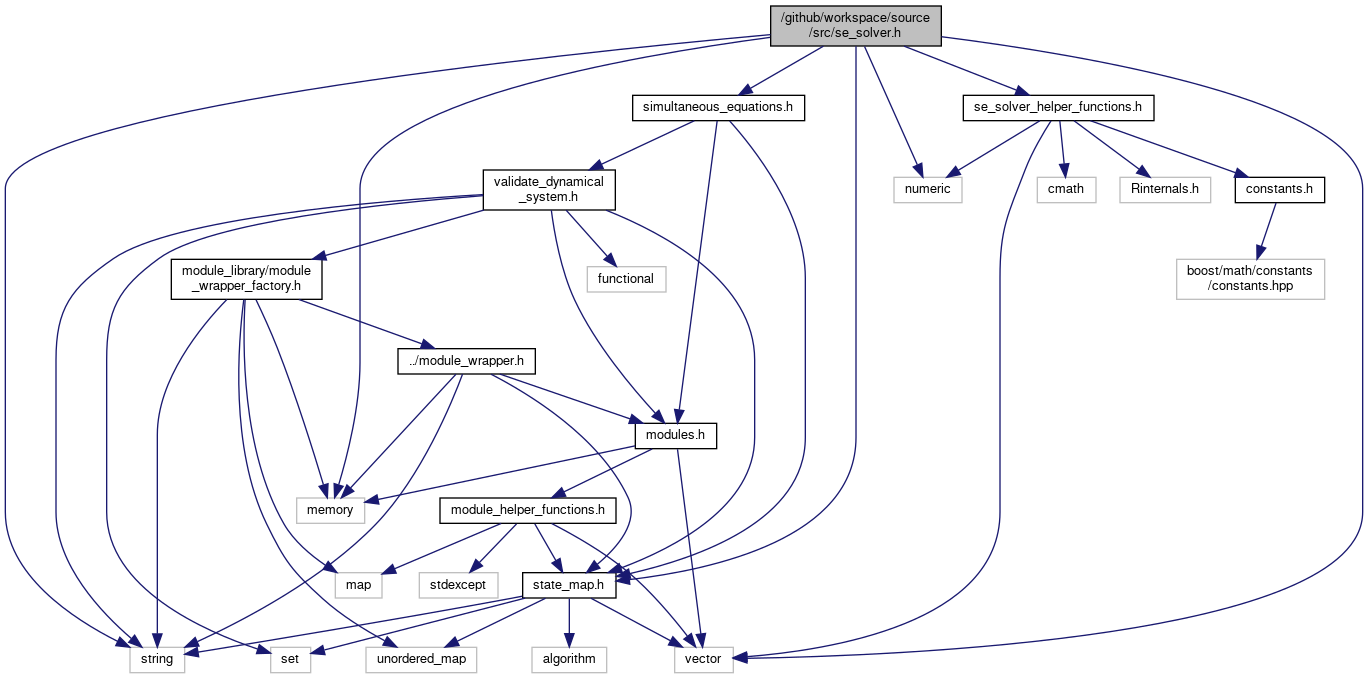 /github/workspace/source
/src/se_solver.h
simultaneous_equations.h
se_solver_helper_functions.h
validate_dynamical
_system.h
numeric
cmath
Rinternals.h
constants.h
module_library/module
_wrapper_factory.h
functional
boost/math/constants
/constants.hpp
../module_wrapper.h
modules.h
memory
module_helper_functions.h
map
stdexcept
state_map.h
string
set
unordered_map
algorithm
vector